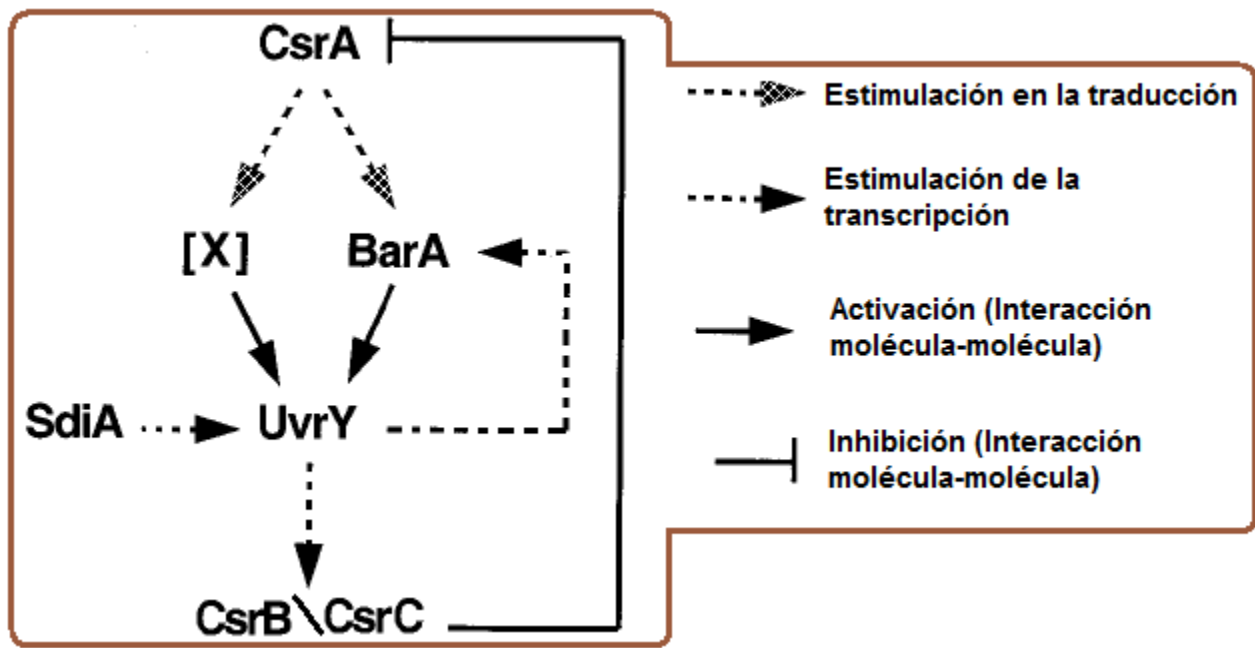 CsrA
[X]
BarA
SdiA
UvrY
CsrB\CsrC
Estimulación en la traducción
Estimulación de la
transcripción
Activación (Interacción
molécula-molécula)
Inhibición (Interacción
molécula-molécula)